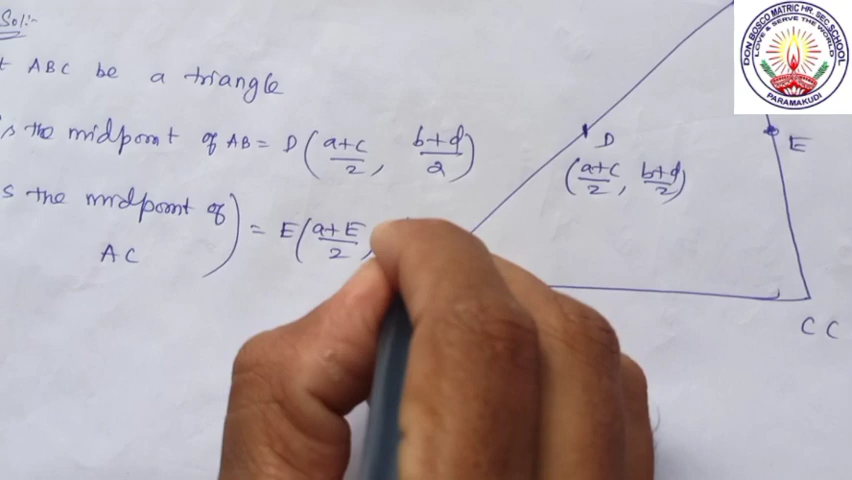 Sol:-
t ABC be a triangle
's the midpoint of AB = D(a+c/2, b+d/2)
s the midpoint of AC) = E(a+E/2,
D
(a+c/2, b+d/2)
E
C C
DON BOSCO MATRIC HR. SEC. SCHOOL
LOVE & SERVE THE WORLD
PARAMAKUDI